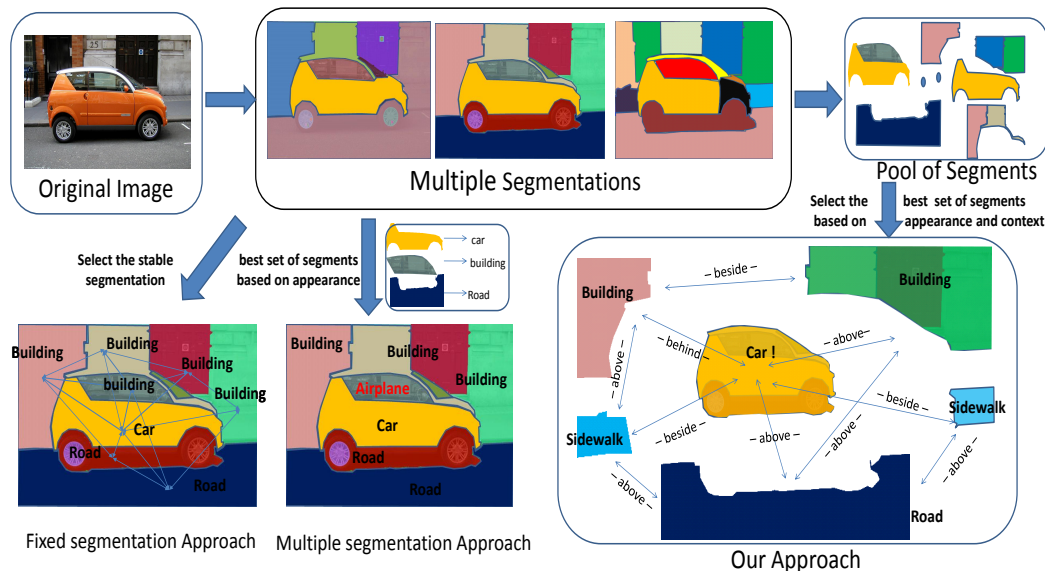 25
Original Image
Multiple Segmentations
Pool of Segments
Select the best set of segments
based on appearance and context
Select the stable
segmentation
best set of segments
based on appearance
car
building
Road
Building
Building
Building
building
Building
Car
Road
Road
Fixed segmentation Approach
Building
Building
Airplane
Building
Car
Road
Road
Multiple segmentation Approach
Building
– beside –
Building
– above –
– behind –
Car !
– above –
Sidewalk
– beside –
– above –
– above –
– beside –
Sidewalk
– above –
– above –
Road
Our Approach